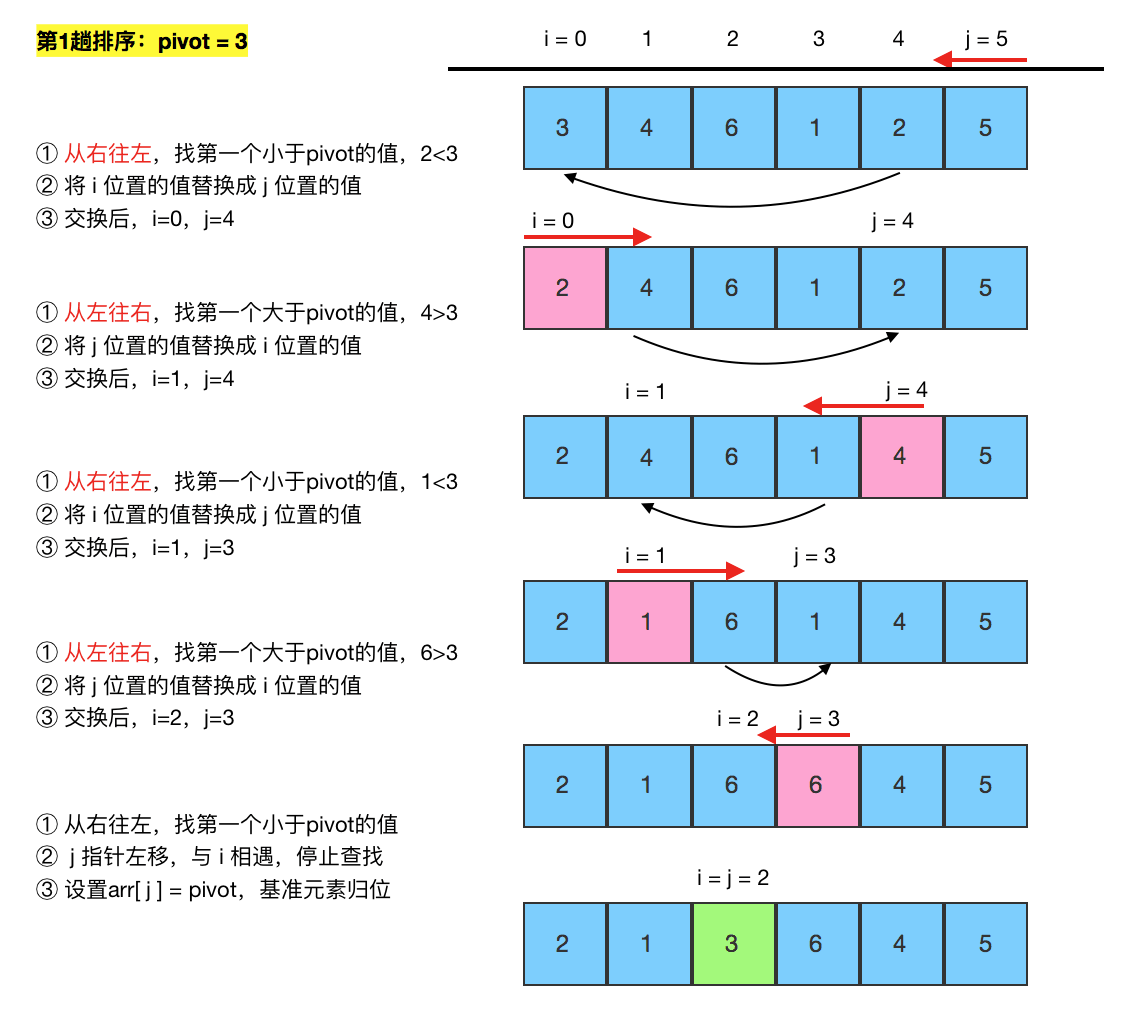 第1趟排序：pivot = 3
i = 0 1 2 3 4 j = 5
3 4 6 1 2 5
① 从右往左，找第一个小于pivot的值，2<3
② 将 i 位置的值替换成 j 位置的值
③ 交换后，i=0，j=4
i = 0 j = 4
2 4 6 1 2 5
① 从左往右，找第一个大于pivot的值，4>3
② 将 j 位置的值替换成 i 位置的值
③ 交换后，i=1，j=4
i = 1 j = 4
2 4 6 1 4 5
① 从右往左，找第一个小于pivot的值，1<3
② 将 i 位置的值替换成 j 位置的值
③ 交换后，i=1，j=3
i = 1 j = 3
2 1 6 1 4 5
① 从左往右，找第一个大于pivot的值，6>3
② 将 j 位置的值替换成 i 位置的值
③ 交换后，i=2，j=3
i = 2 j = 3
2 1 6 6 4 5
① 从右往左，找第一个小于pivot的值
② j 指针左移，与 i 相遇，停止查找
③ 设置arr[ j ] = pivot，基准元素归位
i = j = 2
2 1 3 6 4 5